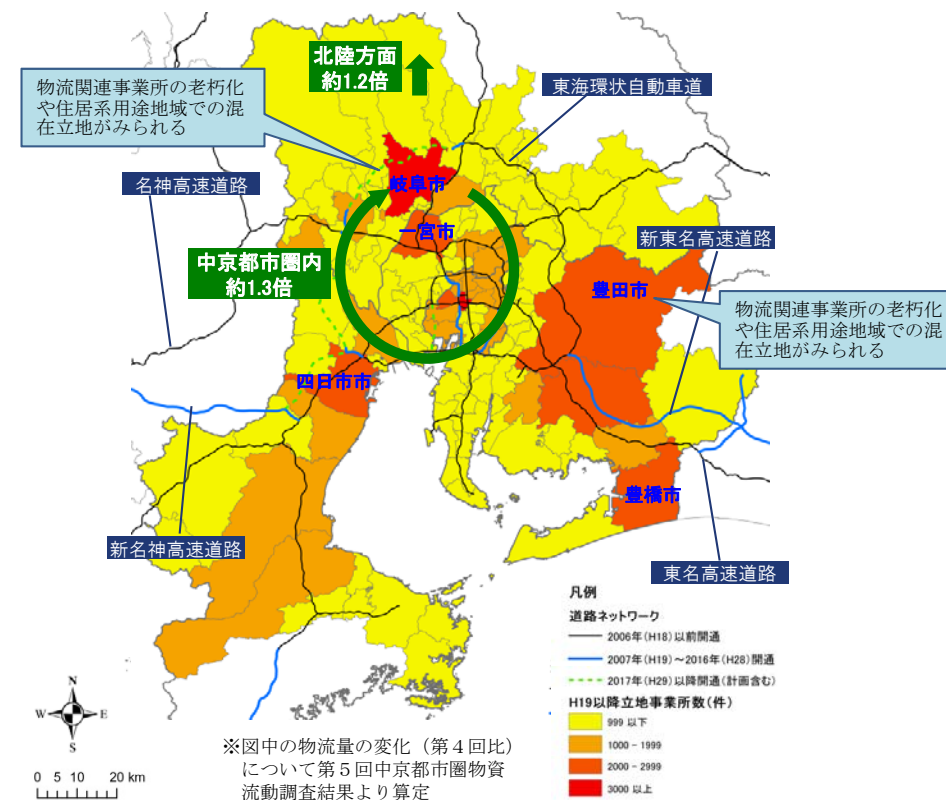 北陸方面
約1.2倍
物流関連事業所の老朽化
や住居系用途地域での混
在立地がみられる
東海環状自動車道
名神高速道路
岐阜市
一宮市
新東名高速道路
中京都市圏内
約1.3倍
豊田市
物流関連事業所の老朽化
や住居系用途地域での混
在立地がみられる
四日市市
豊橋市
新名神高速道路
東名高速道路
凡例
道路ネットワーク
2006年(H18)以前開通
2007年(H19)～2016年(H28)開通
2017年(H29)以降開通(計画含む)
H19以降立地事業所数(件)
999 以下
1000 - 1999
2000 - 2999
3000 以上
N
W E
S
0 5 10 20 km
※図中の物流量の変化（第４回比）
について第５回中京都市圏物資
流動調査結果より算定